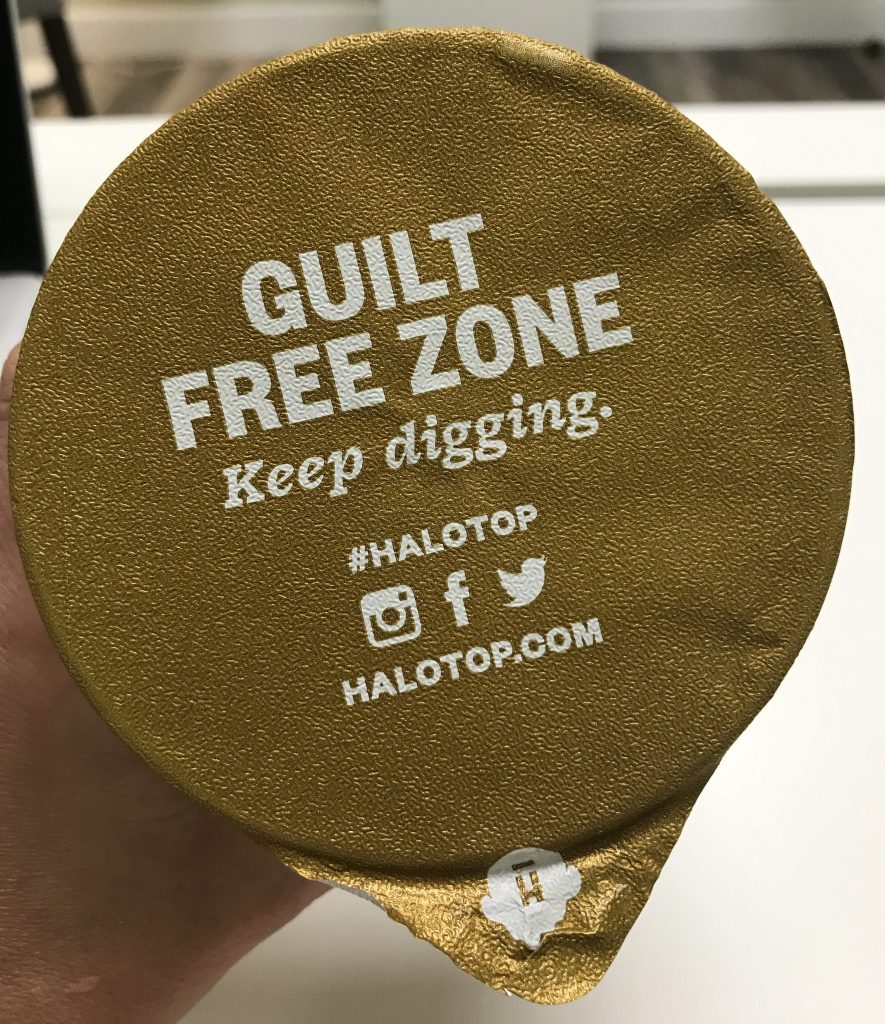 GUILT
FREE ZONE
Keep digging.
#HALOTOP
HALOTOP.COM
H